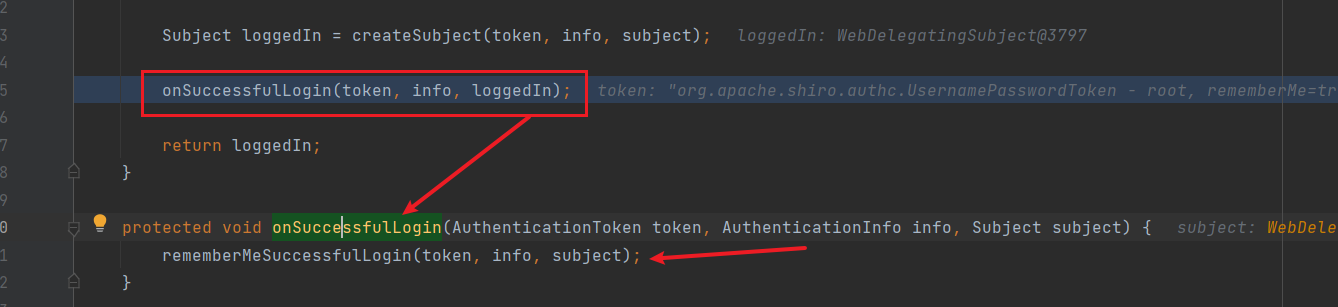 2
3 Subject loggedIn = createSubject(token, info, subject); loggedIn: WebDelegatingSubject@3797
4
5 onSuccessfulLogin(token, info, loggedIn); token: "org.apache.shiro.authc.UsernamePasswordToken - root, rememberMe=tr
6
7 return loggedIn;
8 }
9
0 protected void onSuccessfulLogin(AuthenticationToken token, AuthenticationInfo info, Subject subject) { subject: WebDele
1 rememberMeSuccessfulLogin(token, info, subject);
2 }